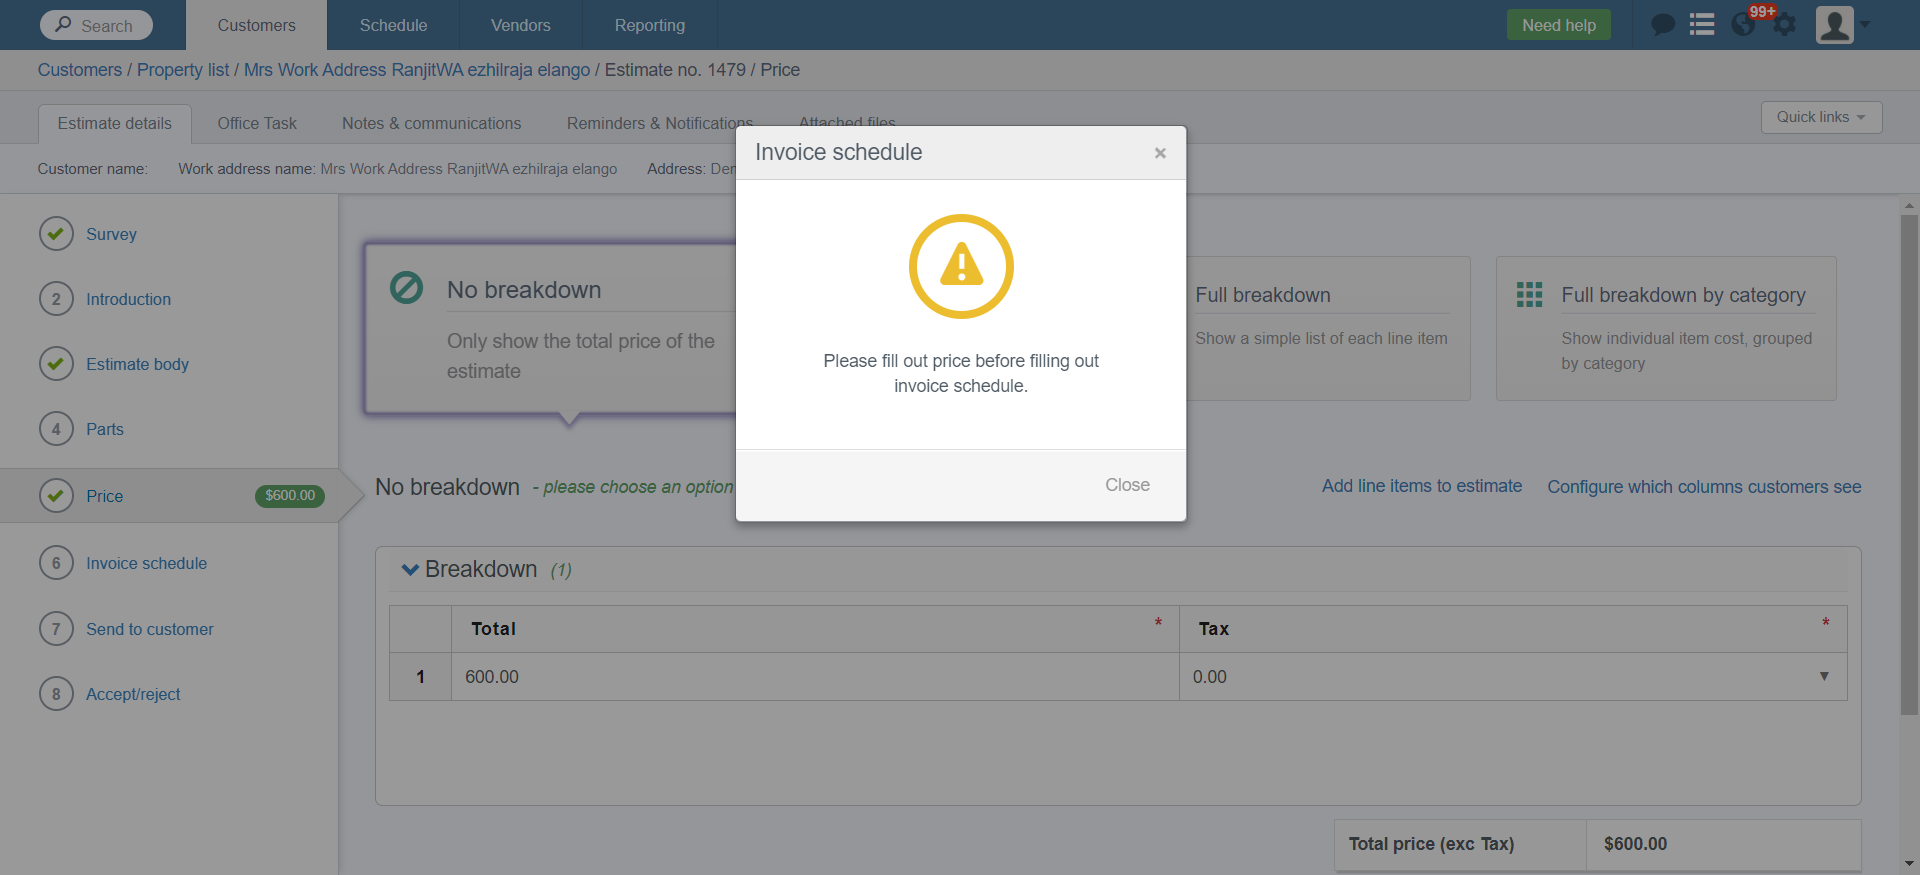 Search
Customers
Schedule
Vendors
Reporting
Need help
99+
Customers / Property list / Mrs Work Address RanjitWA ezhilraja elango / Estimate no. 1479 / Price
Estimate details
Office Task
Notes & communications
Reminders & Notifications
Attached files
Quick links
Customer name:
Work address name: Mrs Work Address RanjitWA ezhilraja elango
Address:
Survey
2 Introduction
Estimate body
4 Parts
Price $600.00
6 Invoice schedule
7 Send to customer
8 Accept/reject
No breakdown
Only show the total price of the
estimate
Full breakdown
Show a simple list of each line item
Full breakdown by category
Show individual item cost, grouped
by category
Invoice schedule
×
Please fill out price before filling out
invoice schedule.
Close
No breakdown - please choose an option
Add line items to estimate
Configure which columns customers see
Breakdown (1)
Total *
Tax *
1 600.00 0.00
Total price (exc Tax) $600.00